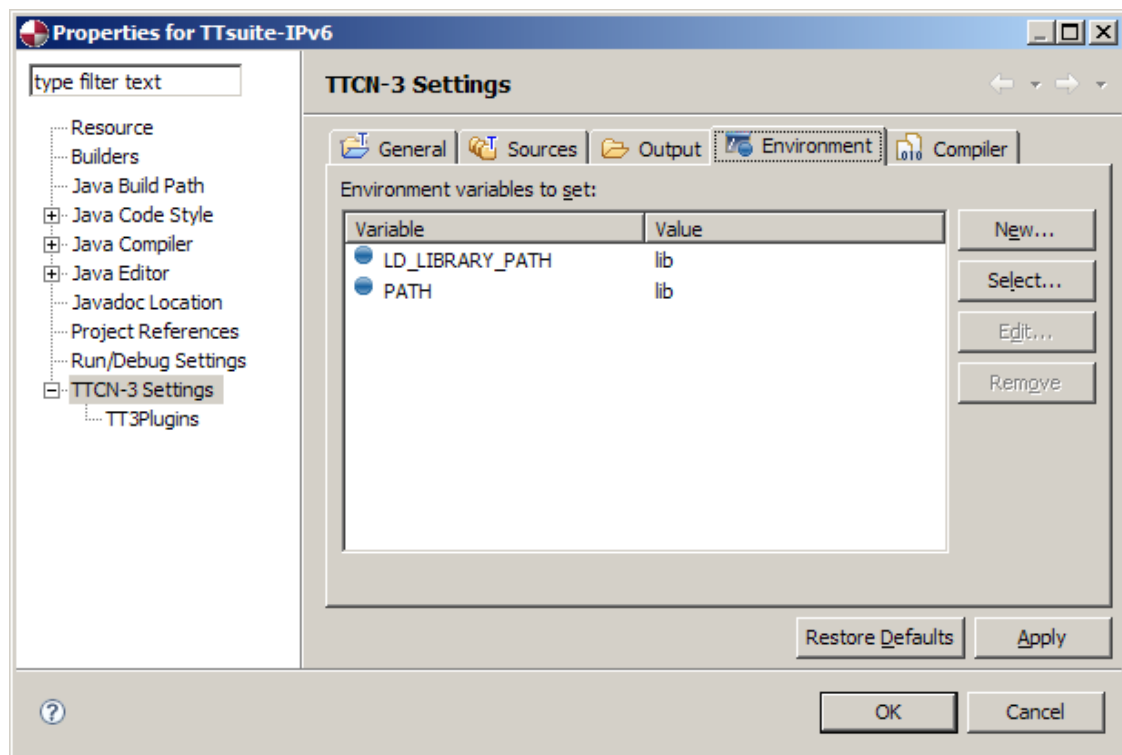 Properties for TTsuite-IPv6
type filter text
Resource
Builders
Java Build Path
Java Code Style
Java Compiler
Java Editor
Javadoc Location
Project References
Run/Debug Settings
TTCN-3 Settings
TT3Plugins
TTCN-3 Settings
General Sources Output Environment Compiler
Environment variables to set:
Variable Value
LD_LIBRARY_PATH lib
PATH lib
New...
Select...
Edit...
Remove
Restore Defaults Apply
OK Cancel